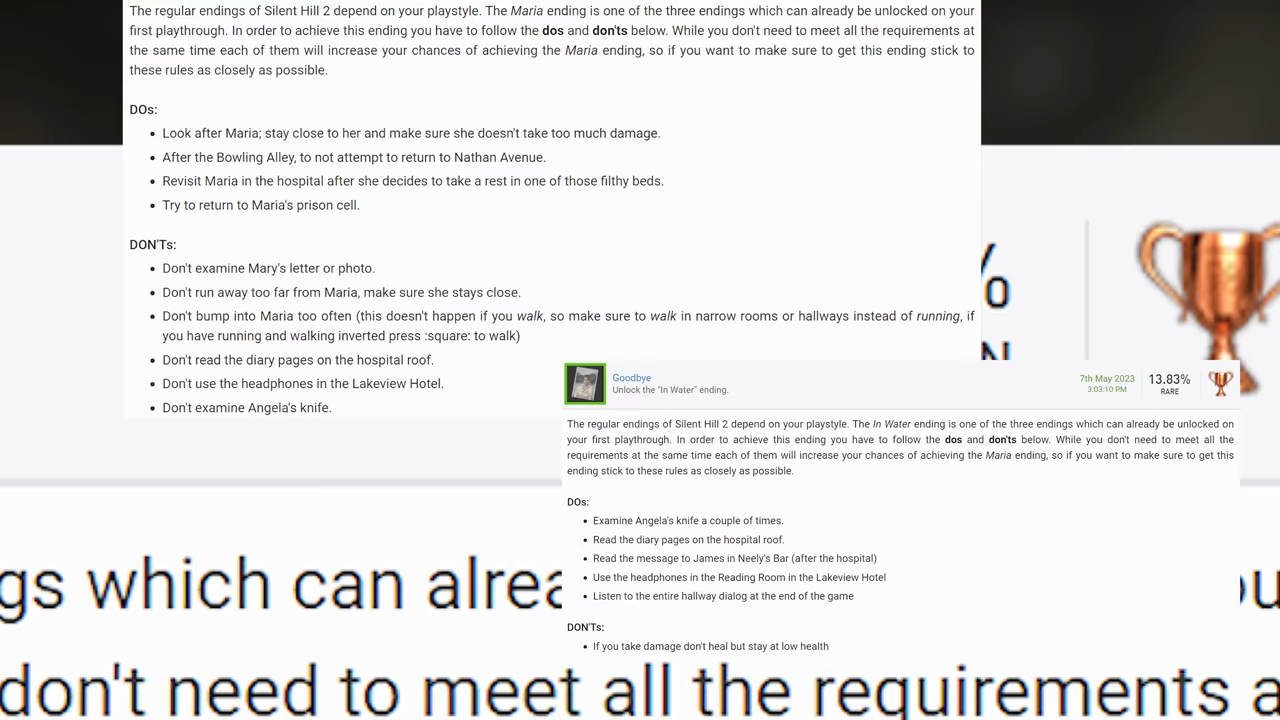 The regular endings of Silent Hill 2 depend on your playstyle. The Maria ending is one of the three endings which can already be unlocked on your
first playthrough. In order to achieve this ending you have to follow the dos and don'ts below. While you don't need to meet all the requirements at
the same time each of them will increase your chances of achieving the Maria ending, so if you want to make sure to get this ending stick to
these rules as closely as possible.
DOs:
• Look after Maria; stay close to her and make sure she doesn't take too much damage.
• After the Bowling Alley, to not attempt to return to Nathan Avenue.
• Revisit Maria in the hospital after she decides to take a rest in one of those filthy beds.
• Try to return to Maria's prison cell.
DON'Ts:
• Don't examine Mary's letter or photo.
• Don't run away too far from Maria, make sure she stays close.
• Don't bump into Maria too often (this doesn't happen if you walk, so make sure to walk in narrow rooms or hallways instead of running, if
you have running and walking inverted press :square: to walk)
• Don't read the diary pages on the hospital roof.
• Don't use the headphones in the Lakeview Hotel.
• Don't examine Angela's knife.
%
Goodbye
Unlock the "In Water" ending.
7th May 2023
3:03:10 PM
13.83%
RARE
The regular endings of Silent Hill 2 depend on your playstyle. The In Water ending is one of the three endings which can already be unlocked on
your first playthrough. In order to achieve this ending you have to follow the dos and don'ts below. While you don't need to meet all the
requirements at the same time each of them will increase your chances of achieving the Maria ending, so if you want to make sure to get this
ending stick to these rules as closely as possible.
DOs:
• Examine Angela's knife a couple of times.
• Read the diary pages on the hospital roof.
• Read the message to James in Neely's Bar (after the hospital)
• Use the headphones in the Reading Room in the Lakeview Hotel
• Listen to the entire hallway dialog at the end of the game
DON'Ts:
• If you take damage don't heal but stay at low health
gs which can alrea
don't need to meet all the requirements a